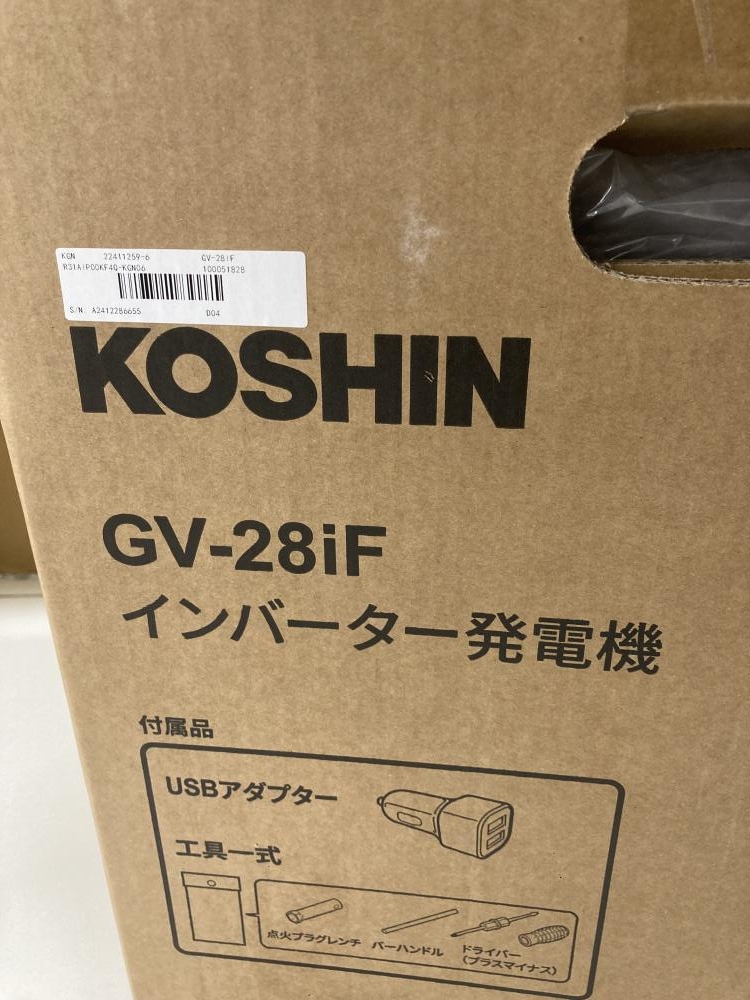 KGN 22411259-6 GV-28iF
R31AiP00KF4Q-KGN06 100051828
S/N. A2412286655 D04
KOSHIN
GV-28iF
インバーター発電機
付属品
USBアダプター
工具一式
点火プラグレンチ バーハンドル ドライバー
(プラスマイナス)